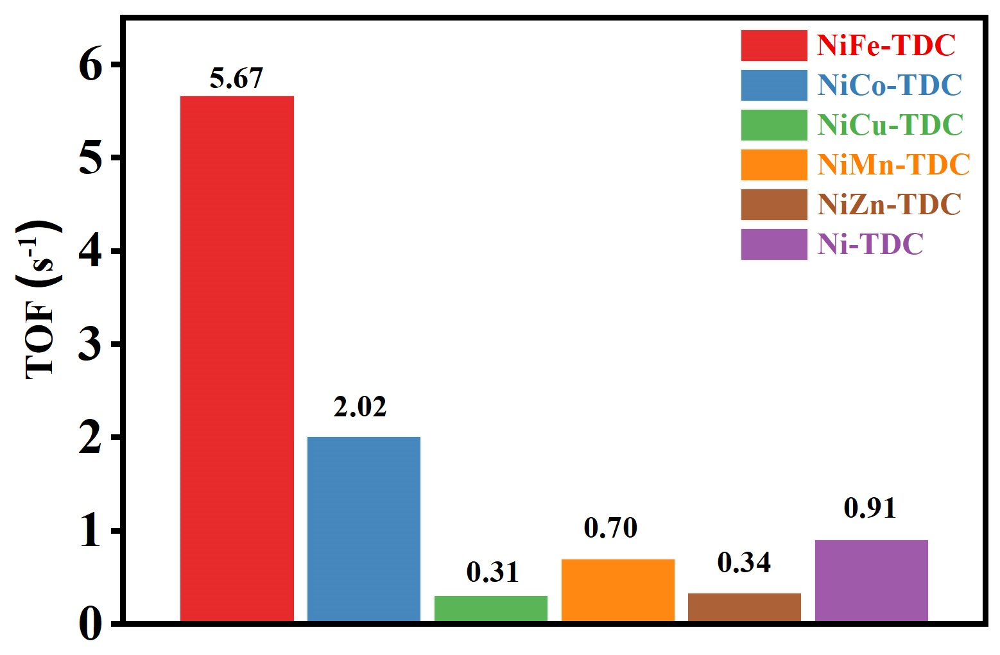 TOF (s-1)
6
5
4
3
2
1
0
5.67
2.02
0.31
0.70
0.34
0.91
NiFe-TDC
NiCo-TDC
NiCu-TDC
NiMn-TDC
NiZn-TDC
Ni-TDC